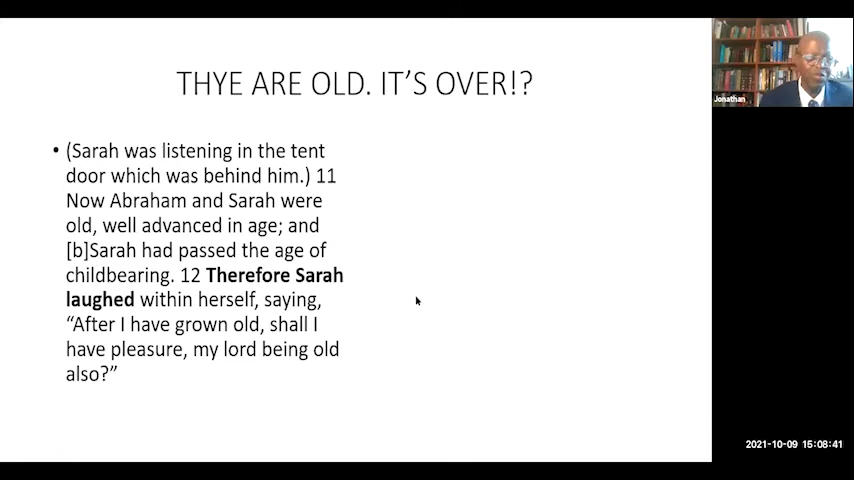 THYE ARE OLD. IT’S OVER!?
• (Sarah was listening in the tent
door which was behind him.) 11
Now Abraham and Sarah were
old, well advanced in age; and
[b]Sarah had passed the age of
childbearing. 12 Therefore Sarah
laughed within herself, saying,
“After I have grown old, shall I
have pleasure, my lord being old
also?”
Jonathan
2021-10-09 15:08:41